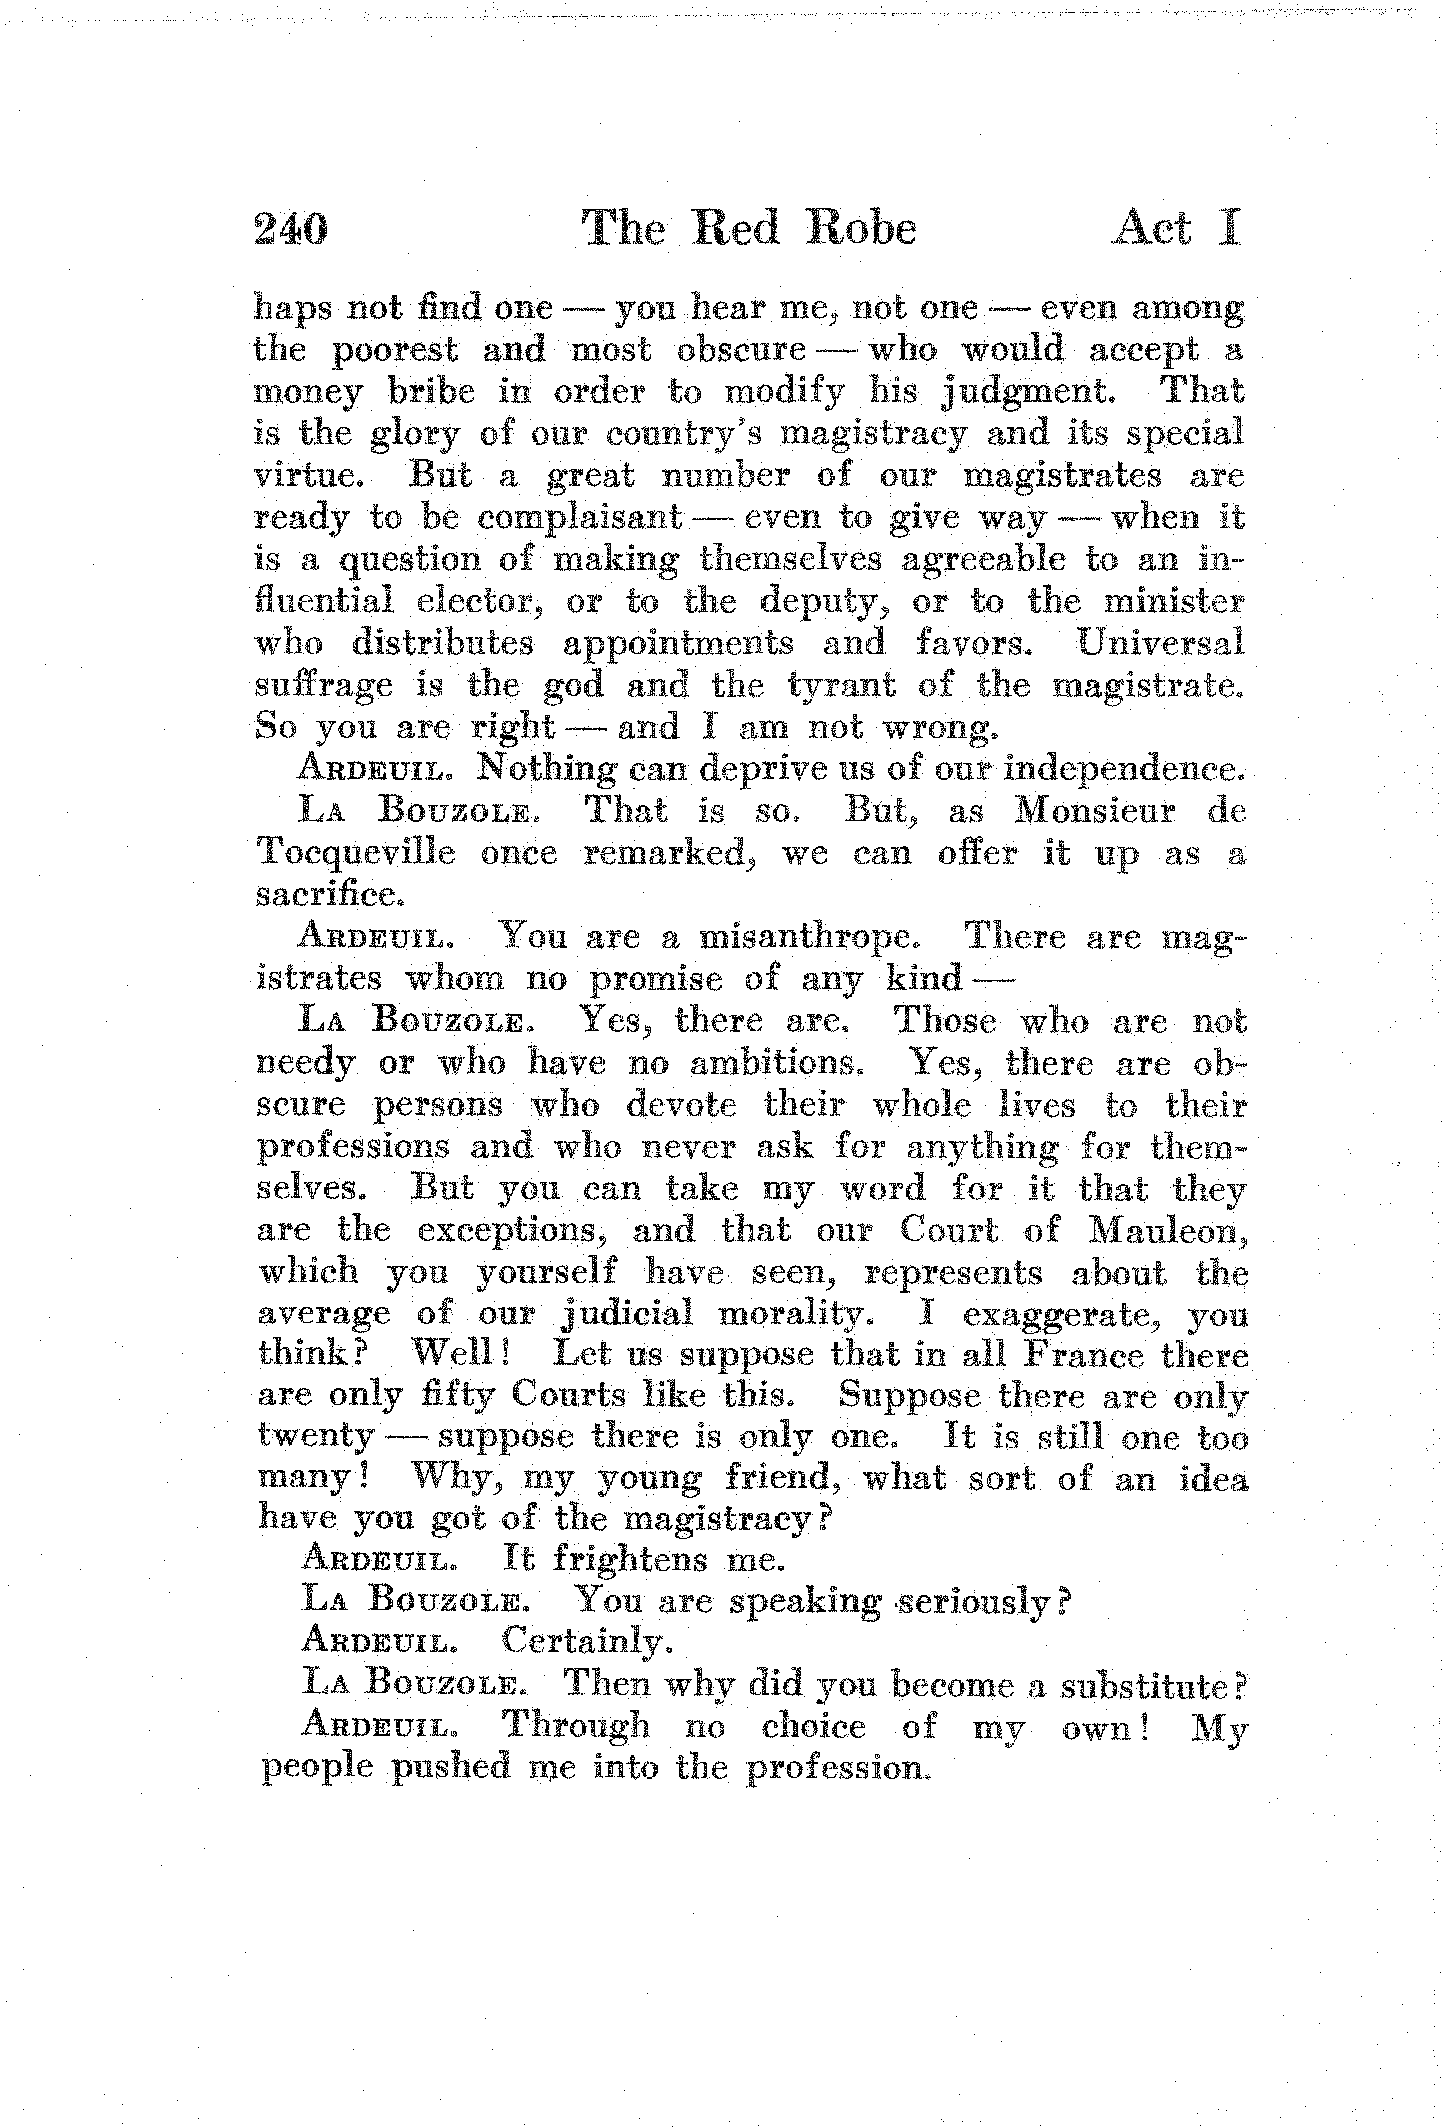 240 The Red Robe Act I
haps not find one — you hear me, not one — even among
the poorest and most obscure — who would accept a
money bribe in order to modify his judgment. That
is the glory of our country's magistracy and its special
virtue. But a great number of our magistrates are
ready to be complaisant — even to give way — when it
is a question of making themselves agreeable to an in-
fluential elector, or to the deputy, or to the minister
who distributes appointments and favors. Universal
suffrage is the god and the tyrant of the magistrate.
So you are right — and I am not wrong.
ARDEUIL. Nothing can deprive us of our independence.
LA BOUZOLE. That is so. But, as Monsieur de
Tocqueville once remarked, we can offer it up as a
sacrifice.
ARDEUIL. You are a misanthrope. There are mag-
istrates whom no promise of any kind —
LA BOUZOLE. Yes, there are. Those who are not
needy or who have no ambitions. Yes, there are ob-
scure persons who devote their whole lives to their
professions and who never ask for anything for them-
selves. But you can take my word for it that they
are the exceptions, and that our Court of Mauleon,
which you yourself have seen, represents about the
average of our judicial morality. I exaggerate, you
think? Well! Let us suppose that in all France there
are only fifty Courts like this. Suppose there are only
twenty — suppose there is only one. It is still one too
many! Why, my young friend, what sort of an idea
have you got of the magistracy?
ARDEUIL. It frightens me.
LA BOUZOLE. You are speaking seriously?
ARDEUIL. Certainly.
LA BOUZOLE. Then why did you become a substitute?
ARDEUIL. Through no choice of my own! My
people pushed me into the profession.